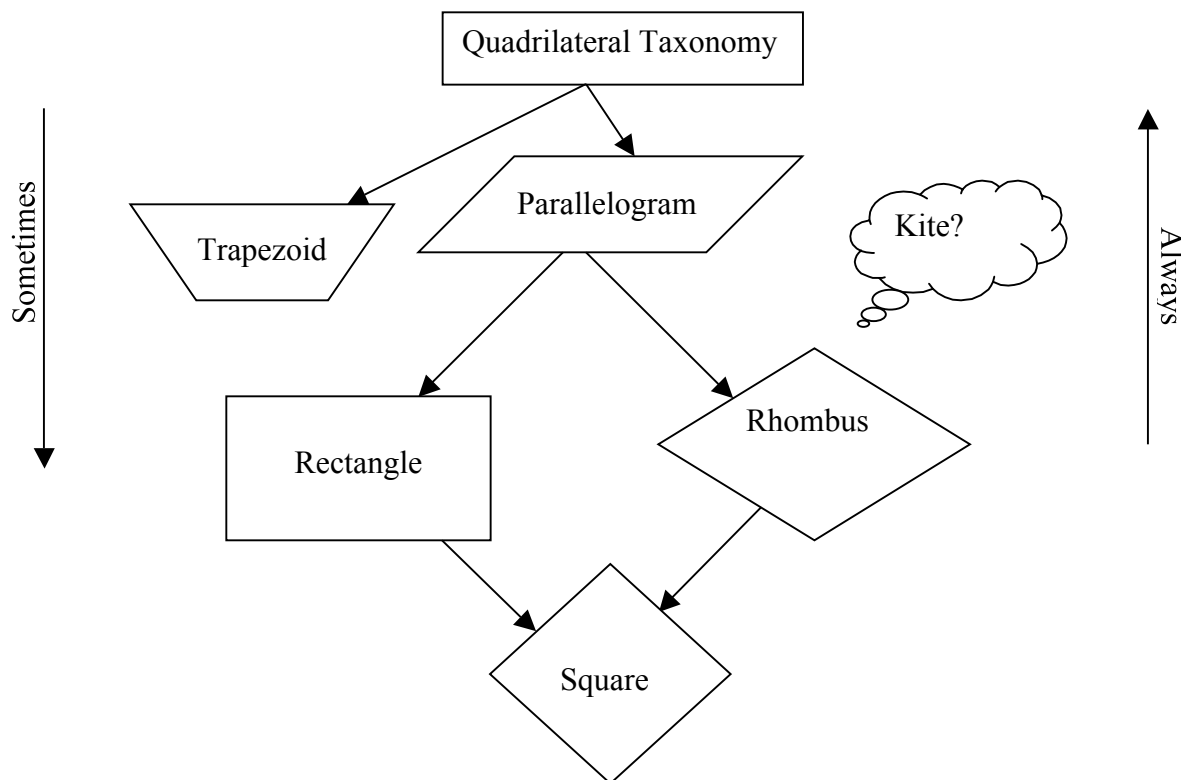 Quadrilateral Taxonomy
Sometimes
Trapezoid
Parallelogram
Kite?
Always
Rectangle
Rhombus
Square